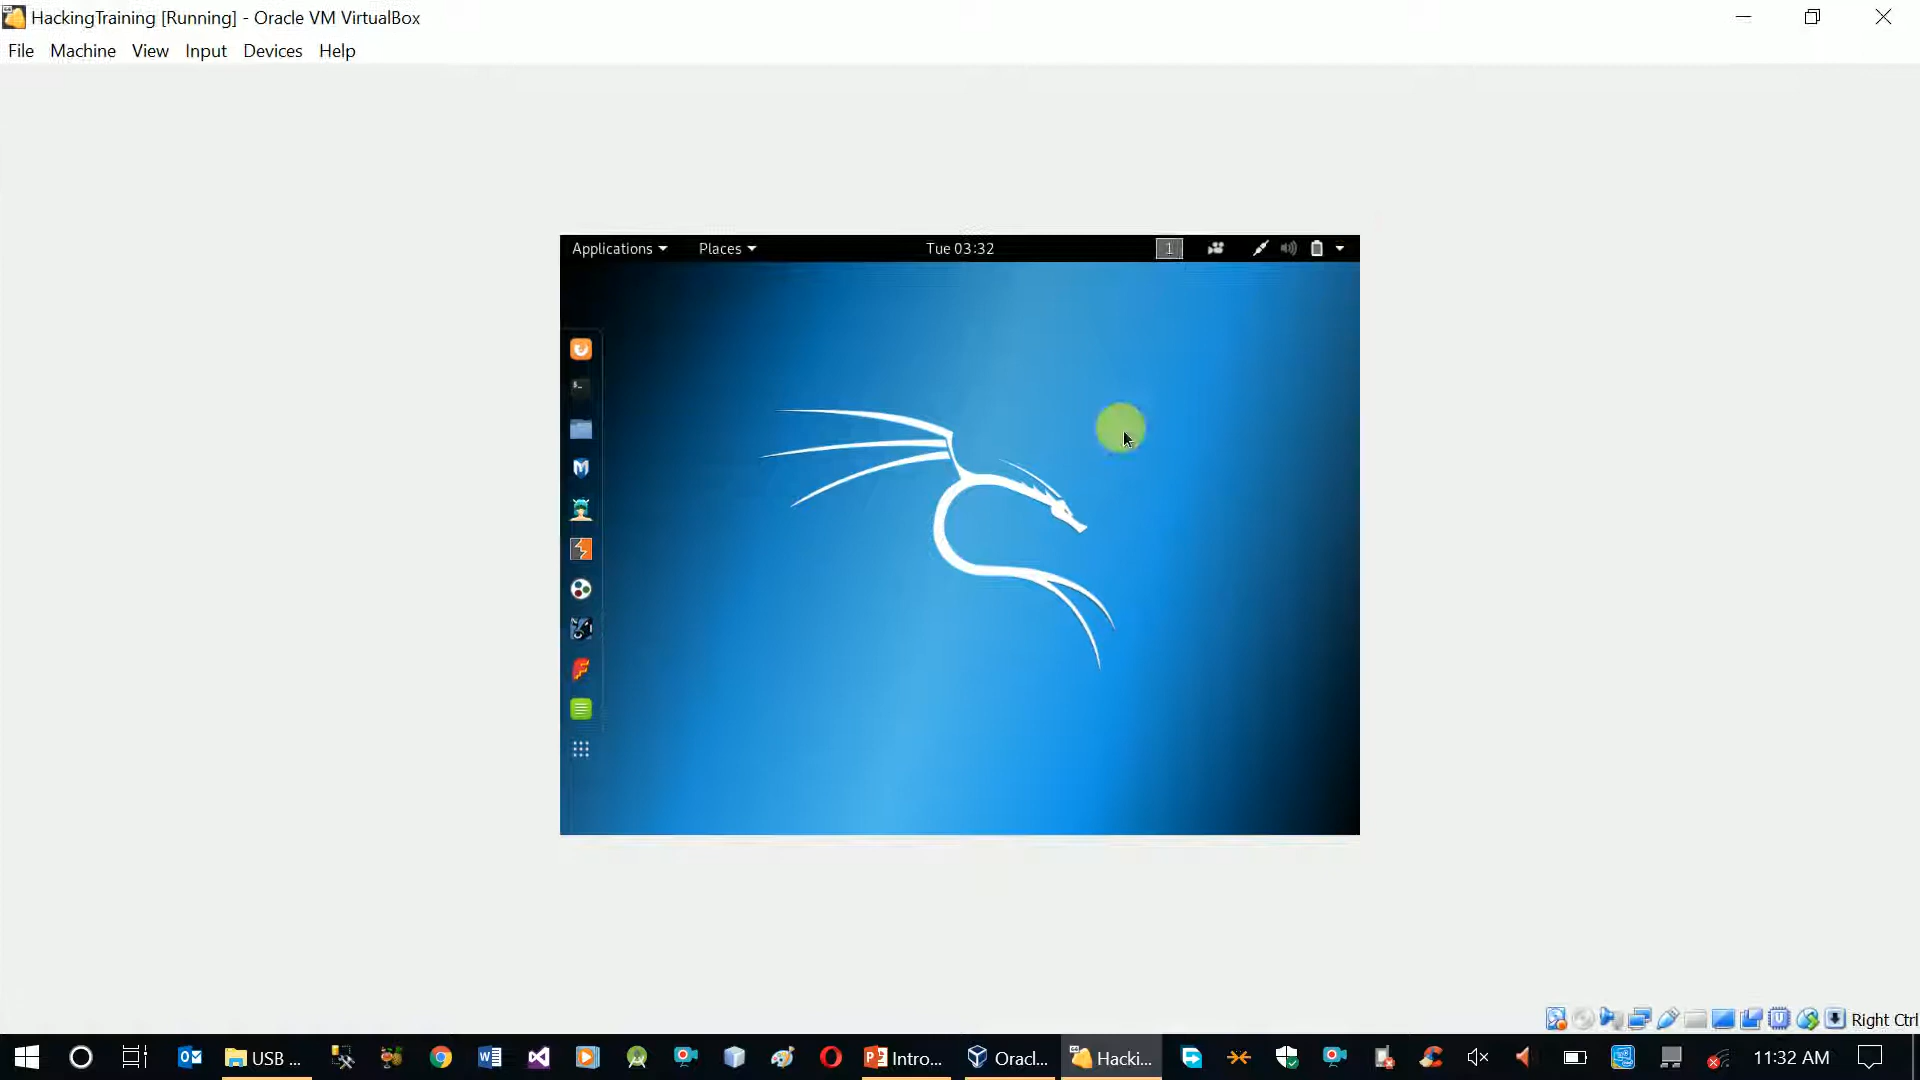 HackingTraining [Running] - Oracle VM VirtualBox
File Machine View Input Devices Help
Applications Places Tue 03:32 1
Right Ctrl
USB ... Intro... Oracl... Hacki... 11:32 AM